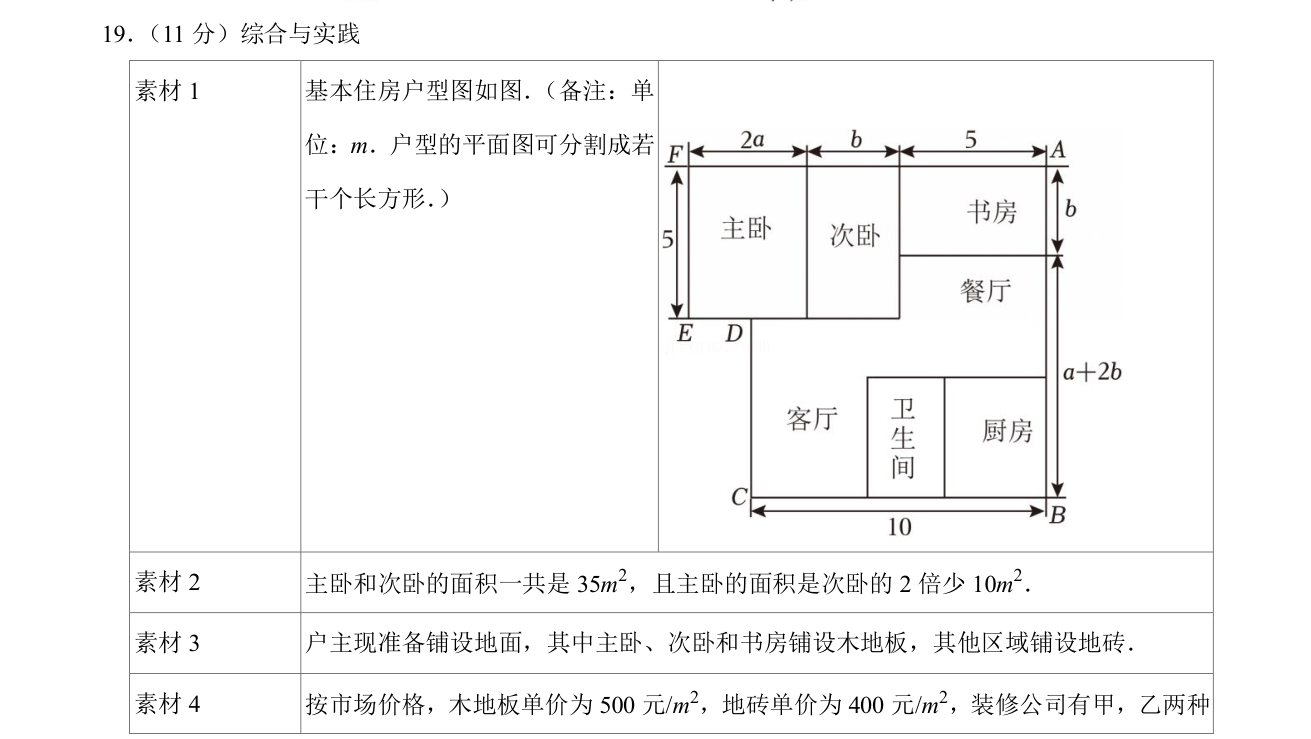 19.（11 分）综合与实践
素材 1
基本住房户型图如图.（备注：单
位：m．户型的平面图可分割成若
干个长方形．）
F
2a
b
5
A
5
主卧
次卧
书房
b
餐厅
E
D
a+2b
客厅
卫
生
间
厨房
C
B
10
素材 2
主卧和次卧的面积一共是 35m²，且主卧的面积是次卧的 2 倍少 10m²．
素材 3
户主现准备铺设地面，其中主卧、次卧和书房铺设木地板，其他区域铺设地砖．
素材 4
按市场价格，木地板单价为 500 元/m²，地砖单价为 400 元/m²，装修公司有甲，乙两种